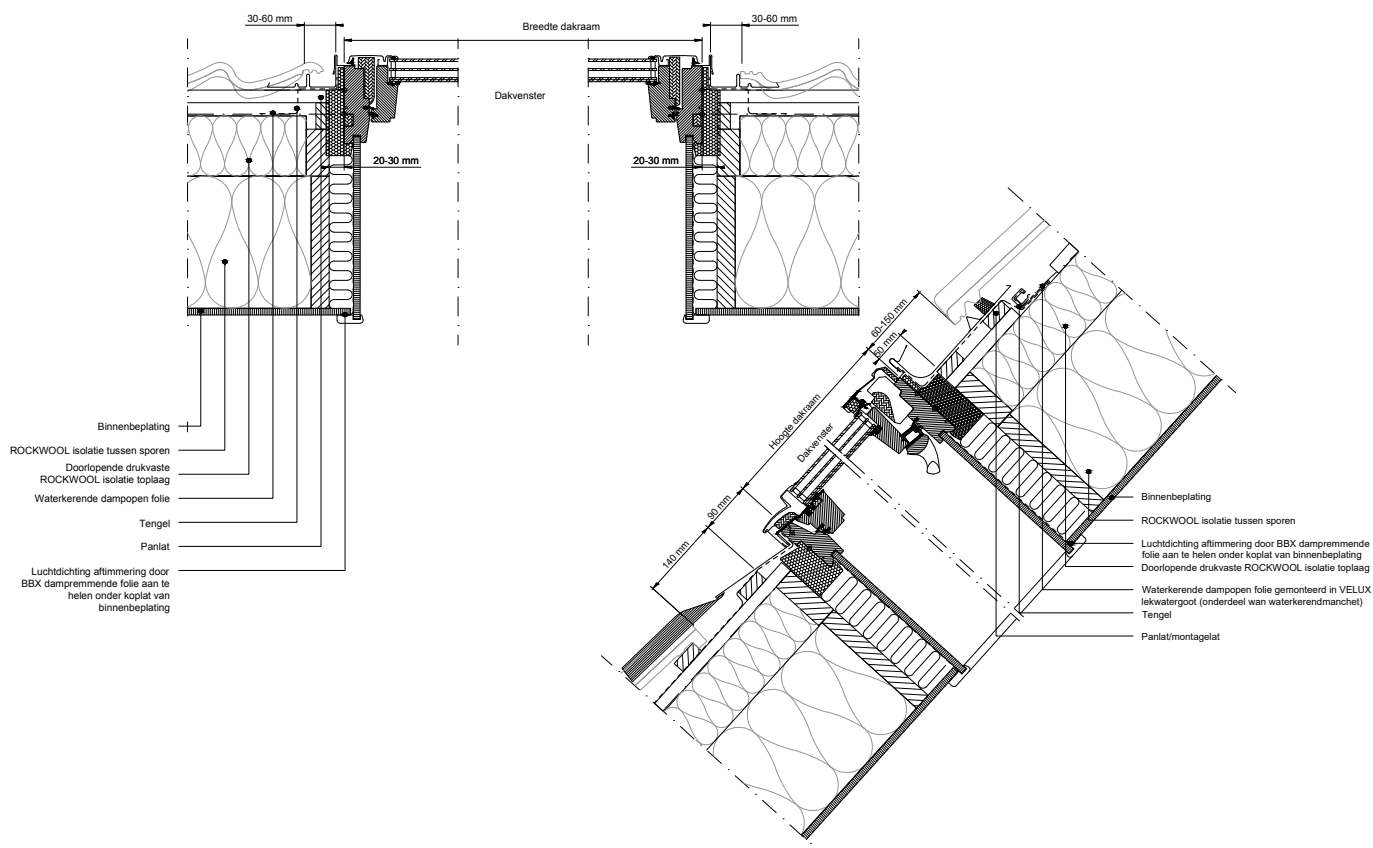 30-60 mm
Breedte dakraam
30-60 mm
Dakvenster
20-30 mm
20-30 mm
Binnenbeplating
ROCKWOOL isolatie tussen sporen
Doorlopende drukvaste
ROCKWOOL isolatie toplaag
Waterkerende dampopen folie
Tengel
Panlat
Luchtdichting aftimmering door
BBX dampremmende folie aan te
helen onder koplat van
binnenbeplating
60-150 mm
60 mm
Hoogte dakraam
Dakvenster
90 mm
140 mm
Binnenbeplating
ROCKWOOL isolatie tussen sporen
Luchtdichting aftimmering door BBX dampremmende
folie aan te helen onder koplat van binnenbeplating
Doorlopende drukvaste ROCKWOOL isolatie toplaag
Waterkerende dampopen folie gemonteerd in VELUX
lekwatergoot (onderdeel wan waterkerendmanchet)
Tengel
Panlat/montagelat